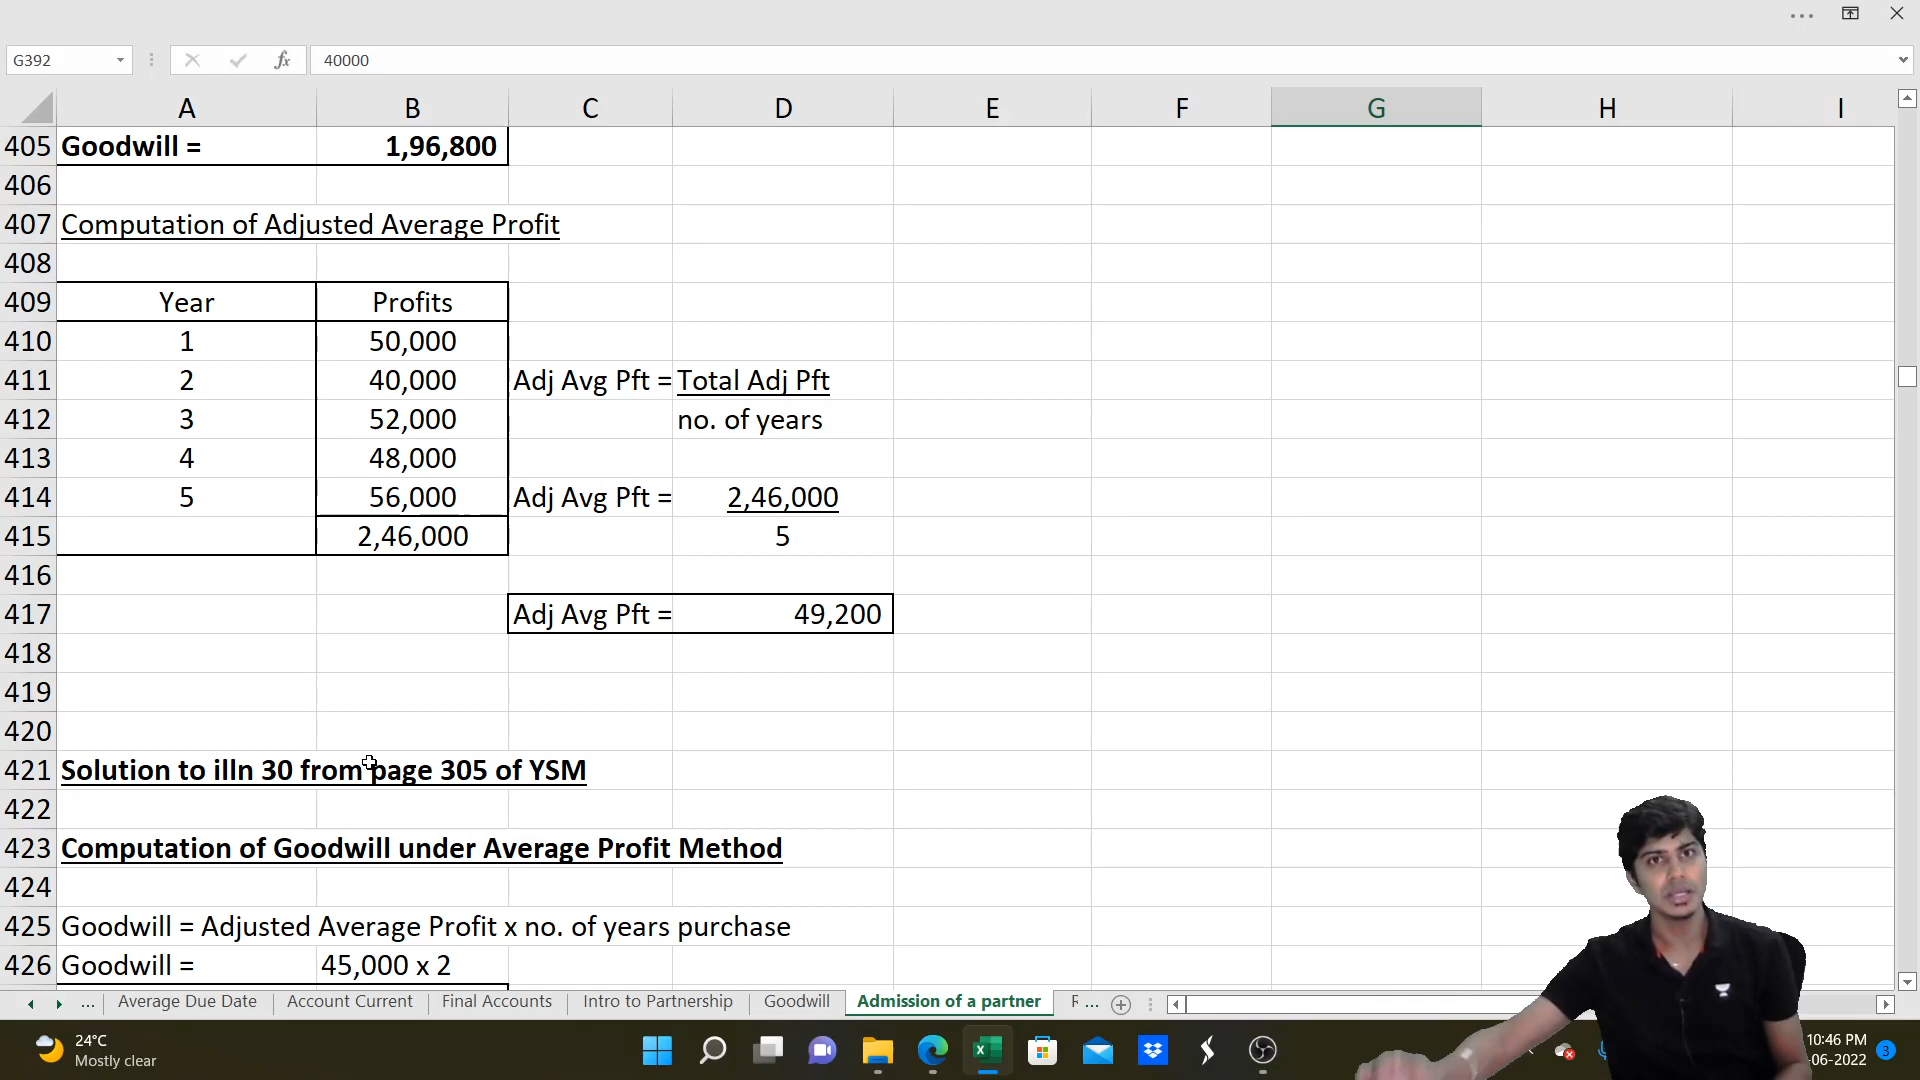 G392
fx
40000
A B C D E F G H I
405 Goodwill = 1,96,800
406
407 Computation of Adjusted Average Profit
408
409 Year Profits
410 1 50,000
411 2 40,000 Adj Avg Pft = Total Adj Pft
412 3 52,000 no. of years
413 4 48,000
414 5 56,000 Adj Avg Pft = 2,46,000
415 2,46,000 5
416
417 Adj Avg Pft = 49,200
418
419
420
421 Solution to illn 30 from page 305 of YSM
422
423 Computation of Goodwill under Average Profit Method
424
425 Goodwill = Adjusted Average Profit x no. of years purchase
426 Goodwill = 45,000 x 2
... Average Due Date Account Current Final Accounts Intro to Partnership Goodwill Admission of a partner ...
24°C
Mostly clear
10:46 PM
-06-2022
3